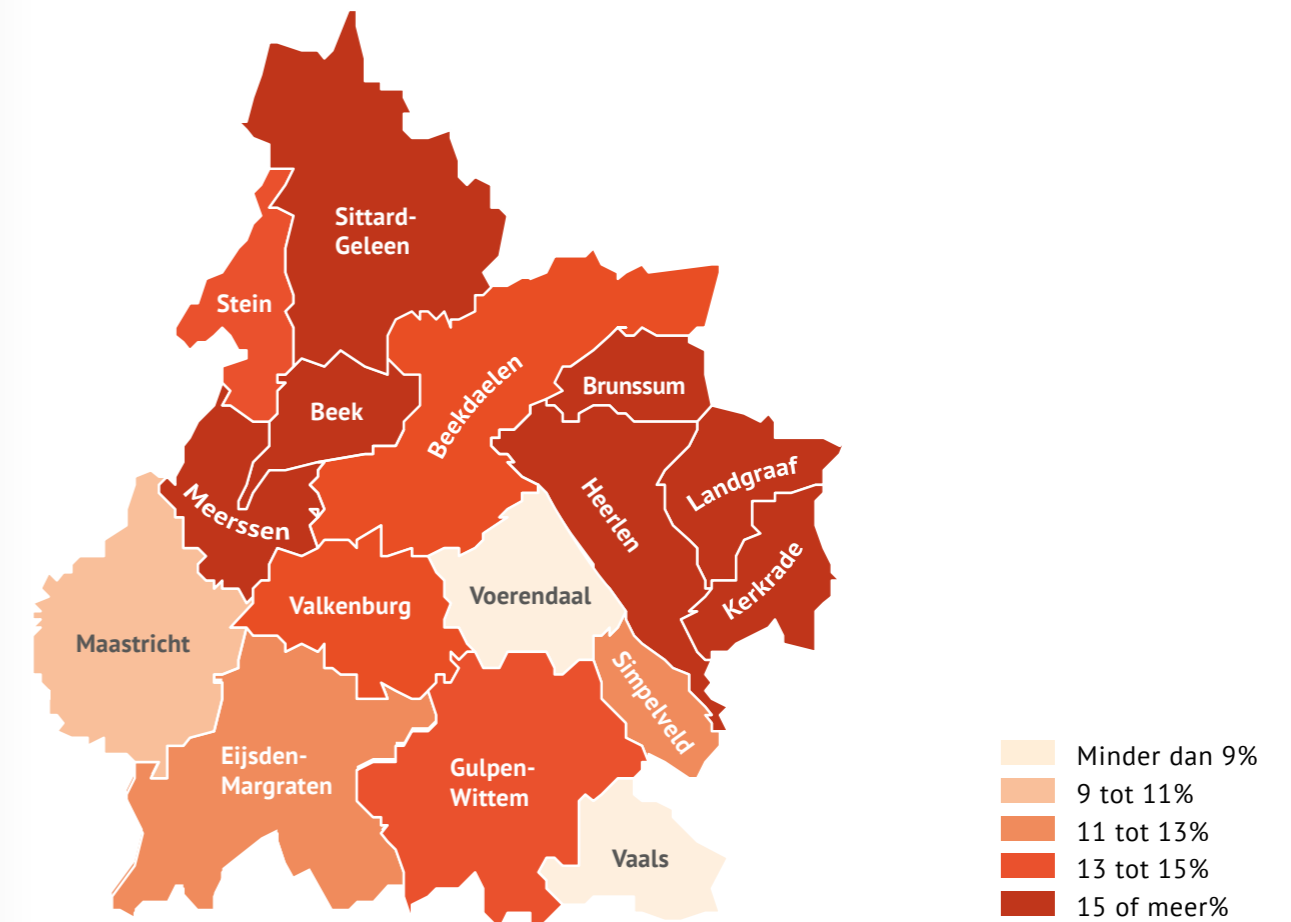 Sittard-
Geleen
Stein
Beekdaelen
Brunssum
Beek
Landgraaf
Meerssen
Heerlen
Kerkrade
Voerendaal
Valkenburg
Maastricht
Simpelveld
Eijsden-
Margraten
Gulpen-
Wittem
Vaals
Minder dan 9%
9 tot 11%
11 tot 13%
13 tot 15%
15 of meer%